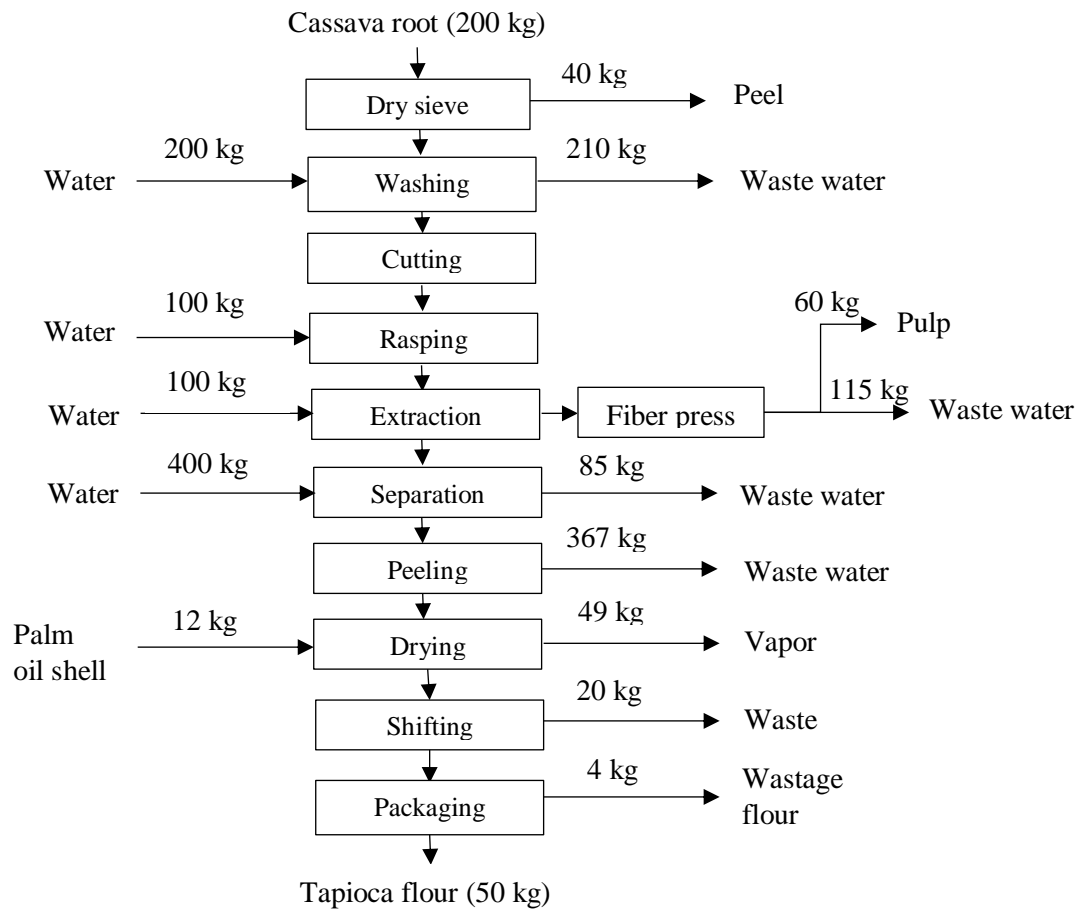 Cassava root (200 kg)
40 kg
Dry sieve
Peel
200 kg
210 kg
Water
Washing
Waste water
Cutting
100 kg
60 kg
Water
Rasping
Pulp
100 kg
115 kg
Water
Extraction
Fiber press
Waste water
400 kg
85 kg
Water
Separation
Waste water
367 kg
Peeling
Waste water
12 kg
49 kg
Palm
oil shell
Drying
Vapor
20 kg
Shifting
Waste
4 kg
Packaging
Wastage
flour
Tapioca flour (50 kg)